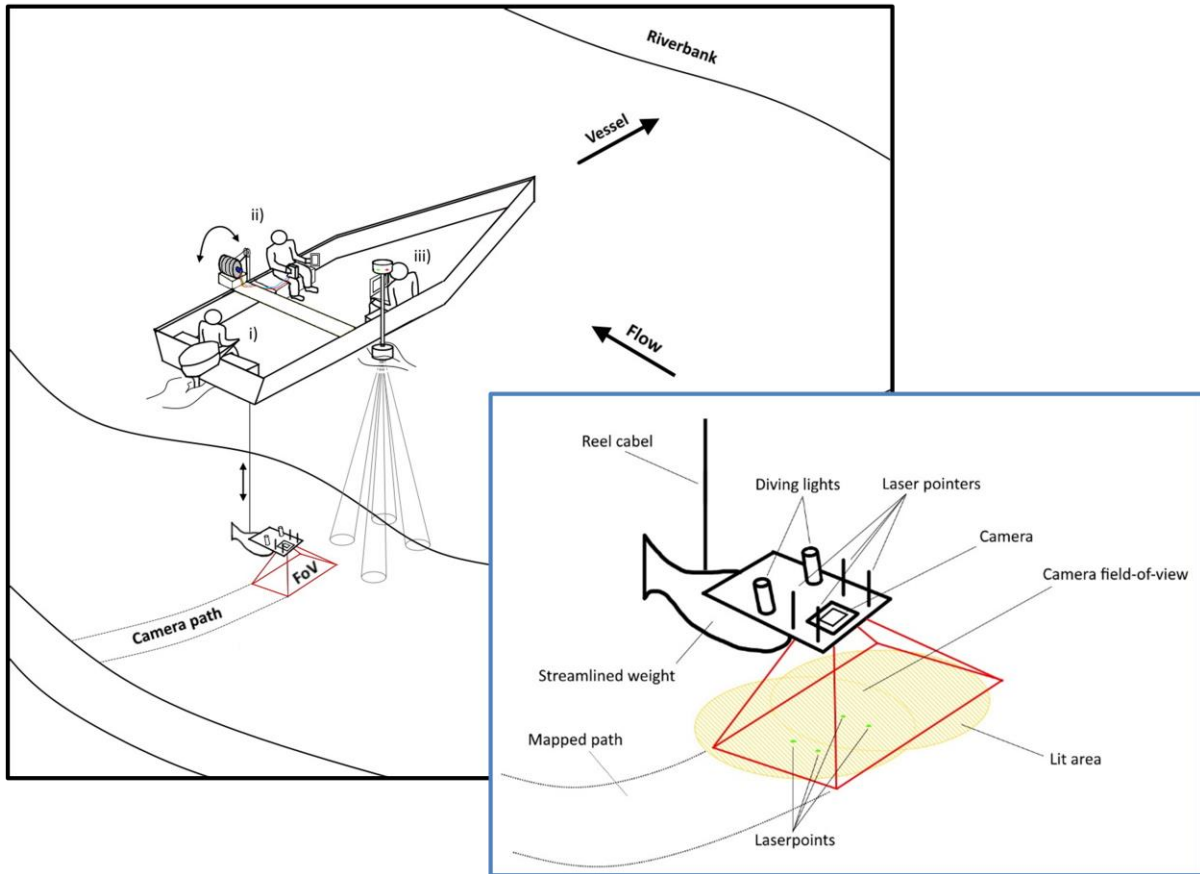 Riverbank
Vessel
ii)
iii)
i)
Flow
FoV
Camera path
Reel cabel
Diving lights
Laser pointers
Camera
Camera field-of-view
Streamlined weight
Mapped path
Lit area
Laserpoints